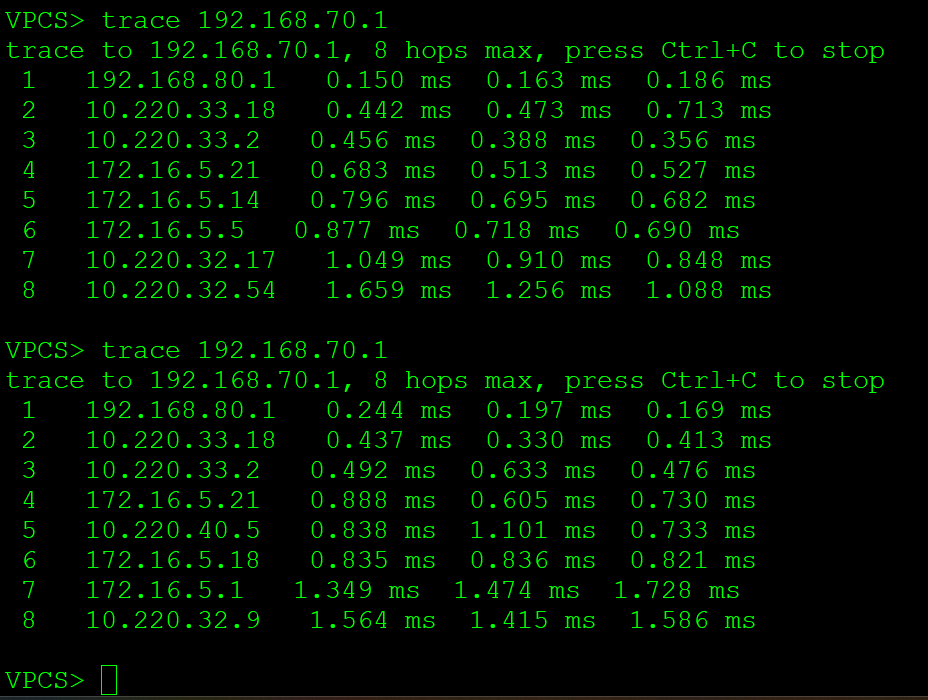 VPCS> trace 192.168.70.1
trace to 192.168.70.1, 8 hops max, press Ctrl+C to stop
 1   192.168.80.1   0.150 ms  0.163 ms  0.186 ms
 2   10.220.33.18   0.442 ms  0.473 ms  0.713 ms
 3   10.220.33.2   0.456 ms  0.388 ms  0.356 ms
 4   172.16.5.21   0.683 ms  0.513 ms  0.527 ms
 5   172.16.5.14   0.796 ms  0.695 ms  0.682 ms
 6   172.16.5.5   0.877 ms  0.718 ms  0.690 ms
 7   10.220.32.17   1.049 ms  0.910 ms  0.848 ms
 8   10.220.32.54   1.659 ms  1.256 ms  1.088 ms

VPCS> trace 192.168.70.1
trace to 192.168.70.1, 8 hops max, press Ctrl+C to stop
 1   192.168.80.1   0.244 ms  0.197 ms  0.169 ms
 2   10.220.33.18   0.437 ms  0.330 ms  0.413 ms
 3   10.220.33.2   0.492 ms  0.633 ms  0.476 ms
 4   172.16.5.21   0.888 ms  0.605 ms  0.730 ms
 5   10.220.40.5   0.838 ms  1.101 ms  0.733 ms
 6   172.16.5.18   0.835 ms  0.836 ms  0.821 ms
 7   172.16.5.1   1.349 ms  1.474 ms  1.728 ms
 8   10.220.32.9   1.564 ms  1.415 ms  1.586 ms

VPCS>